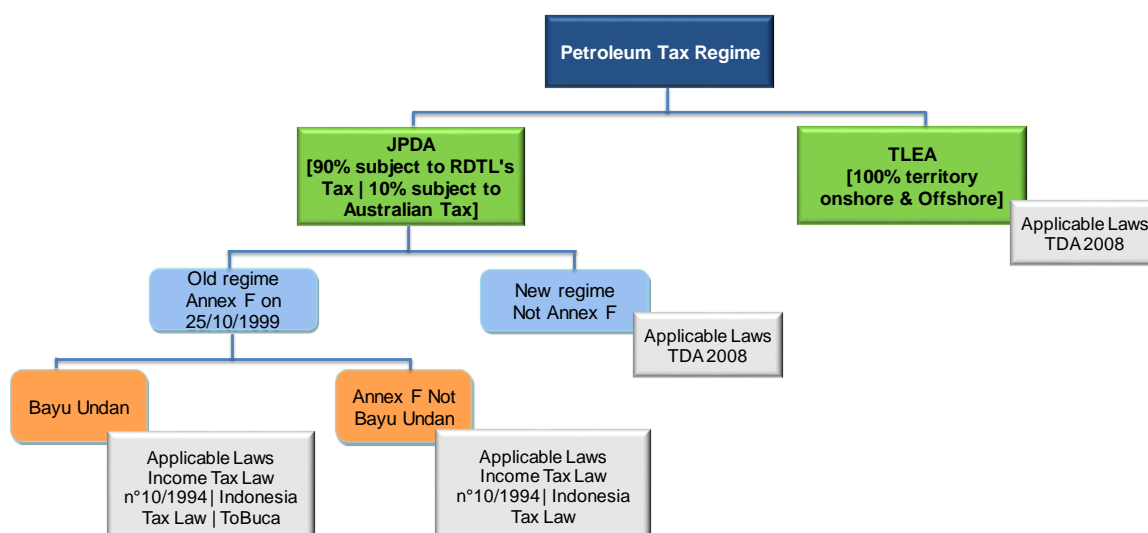 Petroleum Tax Regime
JPDA
[90% subject to RDTL's
Tax | 10% subject to
Australian Tax]
TLEA
[100% territory
onshore & Offshore]
Applicable Laws
TDA 2008
Old regime
Annex F on
25/10/1999
New regime
Not Annex F
Applicable Laws
TDA 2008
Bayu Undan
Annex F Not
Bayu Undan
Applicable Laws
Income Tax Law
n°10/1994| Indonesia
Tax Law | ToBuca
Applicable Laws
Income Tax Law
n°10/1994| Indonesia
Tax Law